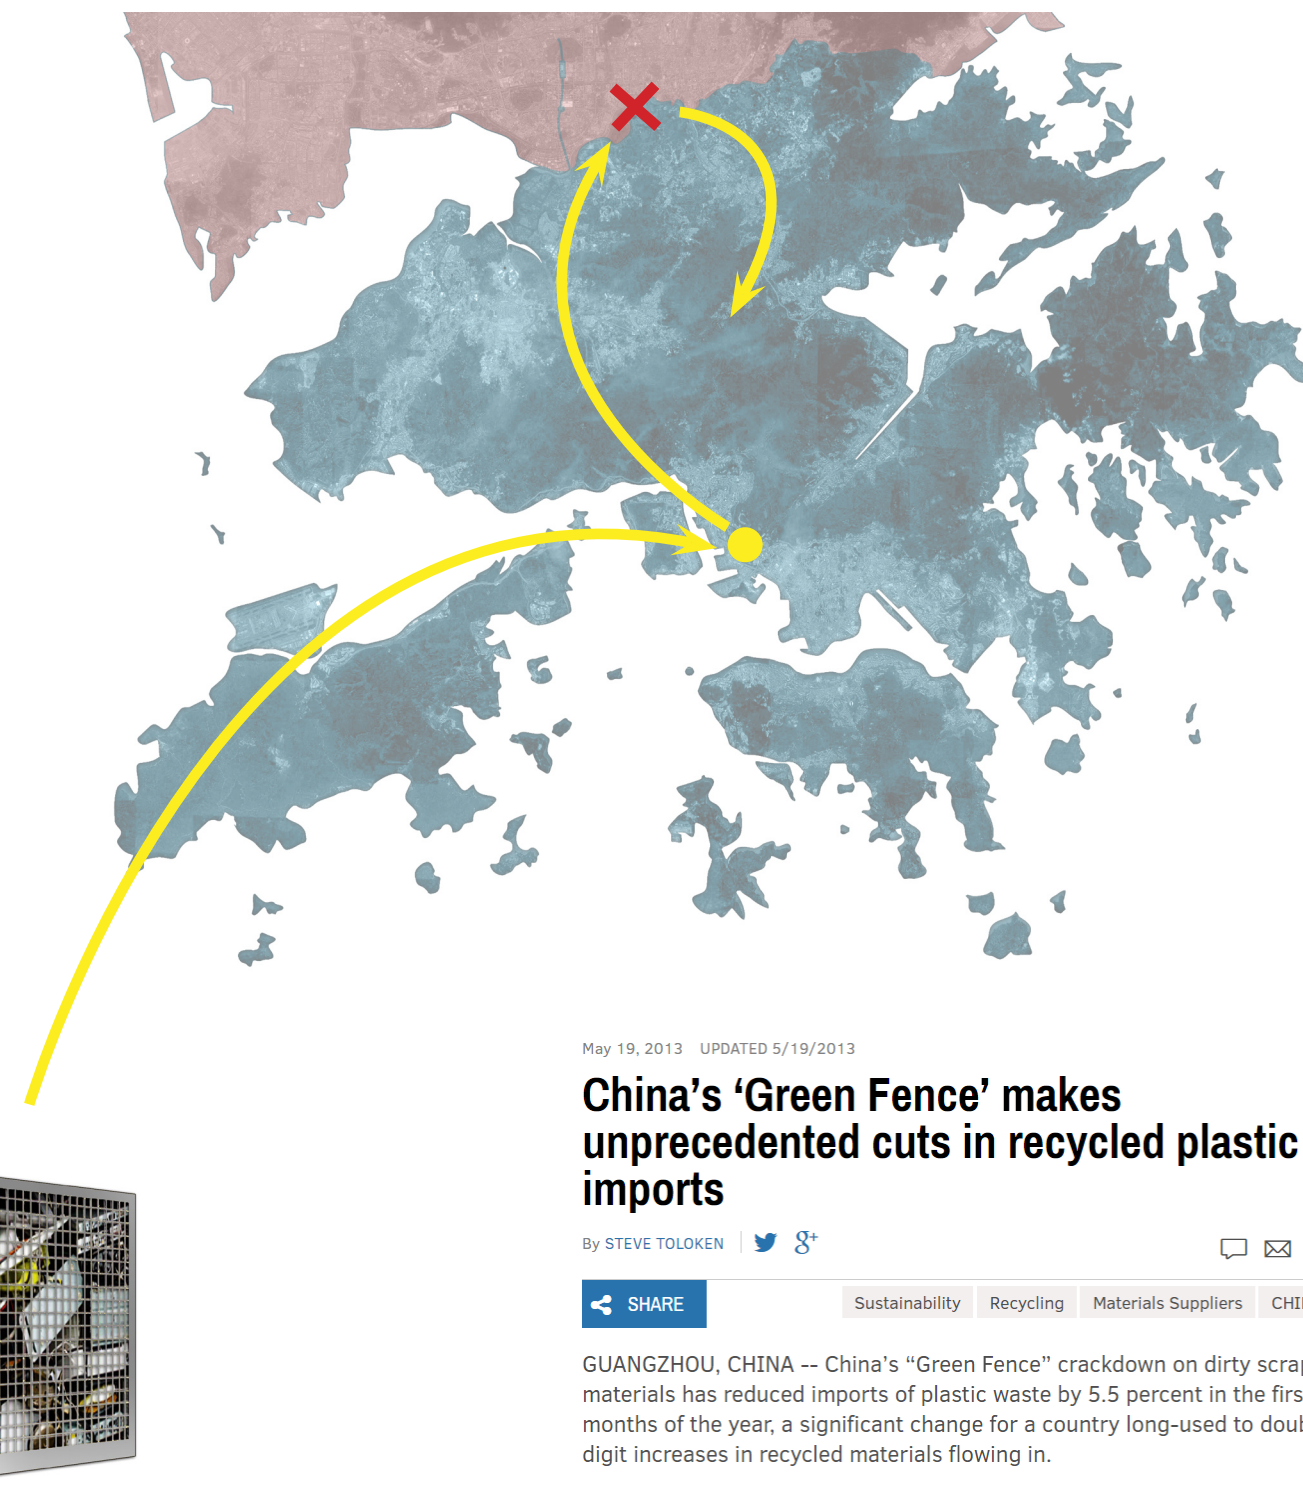 May 19, 2013 UPDATED 5/19/2013
China’s ‘Green Fence’ makes
unprecedented cuts in recycled plastic
imports
By STEVE TOLOKEN
g+
SHARE
Sustainability Recycling Materials Suppliers
GUANGZHOU, CHINA -- China’s “Green Fence” crackdown on dirty
materials has reduced imports of plastic waste by 5.5 percent in the
months of the year, a significant change for a country long-used to
digit increases in recycled materials flowing in.